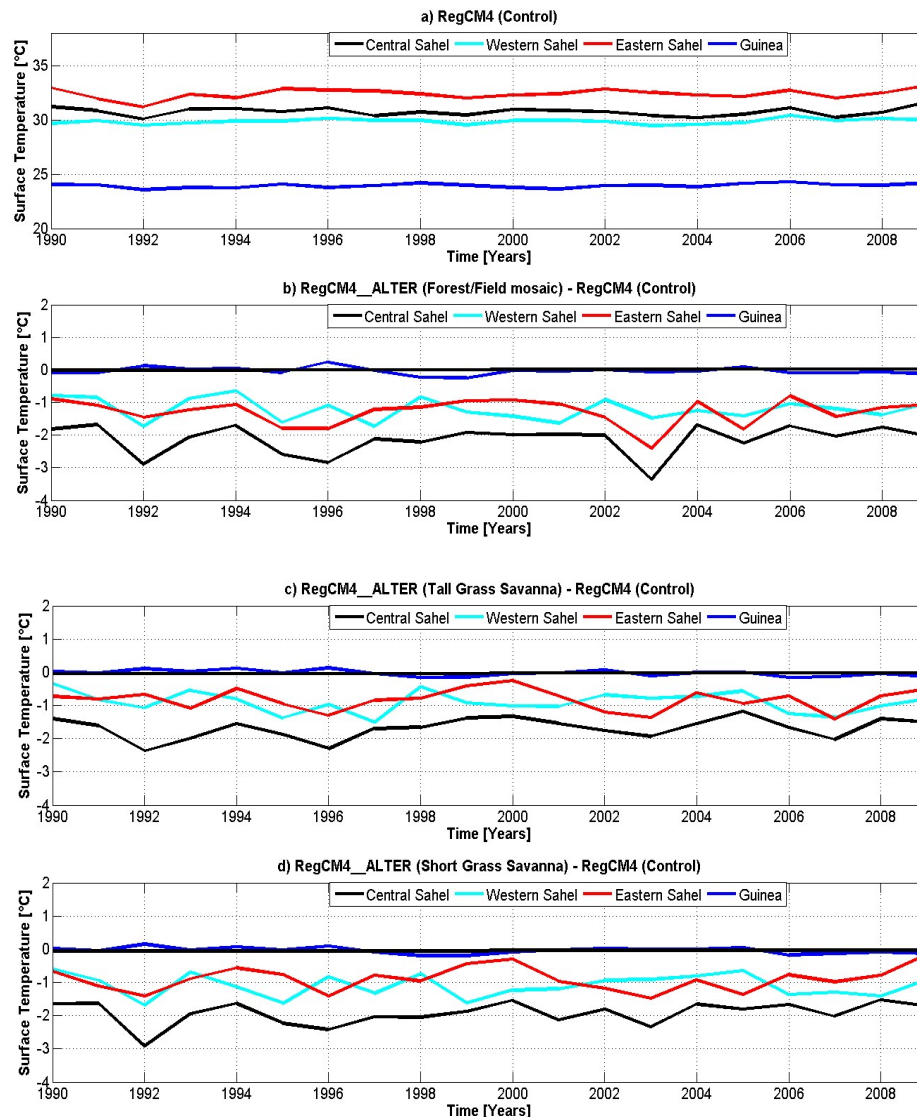 a) RegCM4 (Control)
Central Sahel Western Sahel Eastern Sahel Guinea
Surface Temperature [°C]
35
30
25
20
1990 1992 1994 1996 1998 2000 2002 2004 2006 2008
Time [Years]
b) RegCM4__ALTER (Forest/Field mosaic) - RegCM4 (Control)
Central Sahel Western Sahel Eastern Sahel Guinea
Surface Temperature [°C]
2
1
0
-1
-2
-3
-4
1990 1992 1994 1996 1998 2000 2002 2004 2006 2008
Time [Years]
c) RegCM4__ALTER (Tall Grass Savanna) - RegCM4 (Control)
Central Sahel Western Sahel Eastern Sahel Guinea
Surface Temperature [°C]
2
1
0
-1
-2
-3
-4
1990 1992 1994 1996 1998 2000 2002 2004 2006 2008
Time [Years]
d) RegCM4__ALTER (Short Grass Savanna) - RegCM4 (Control)
Central Sahel Western Sahel Eastern Sahel Guinea
Surface Temperature [°C]
2
1
0
-1
-2
-3
-4
1990 1992 1994 1996 1998 2000 2002 2004 2006 2008
Time [Years]